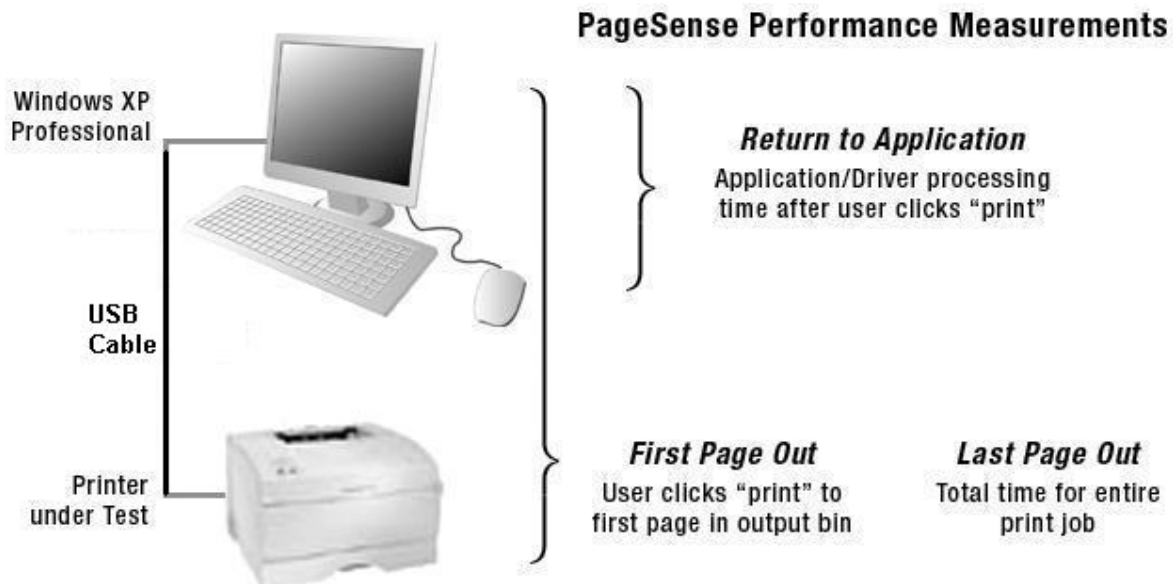 PageSense Performance Measurements
Windows XP
Professional
Return to Application
Application/Driver processing
time after user clicks “print”
USB
Cable
Printer
under Test
First Page Out
User clicks “print” to
first page in output bin
Last Page Out
Total time for entire
print job